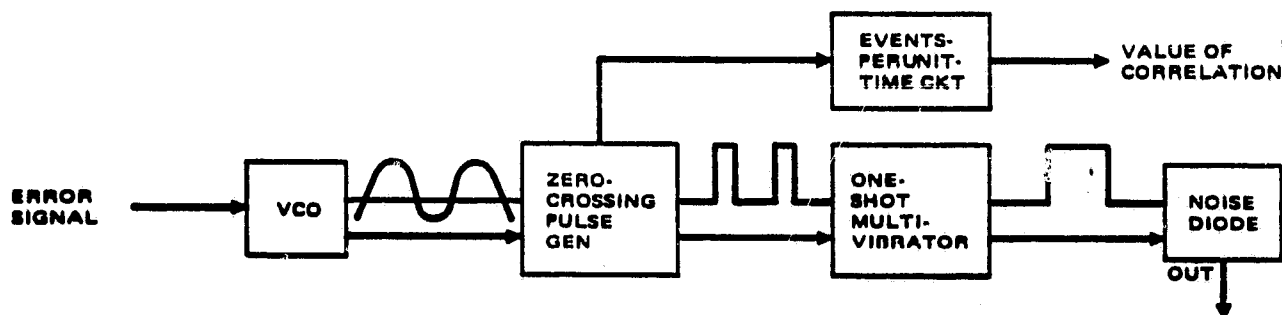 EVENTS-
PERUNIT-
TIME CKT
VALUE OF
CORRELATION
ERROR
SIGNAL
VCO
ZERO-
CROSSING
PULSE
GEN
ONE-
SHOT
MULTI-
VIBRATOR
NOISE
DIODE
OUT